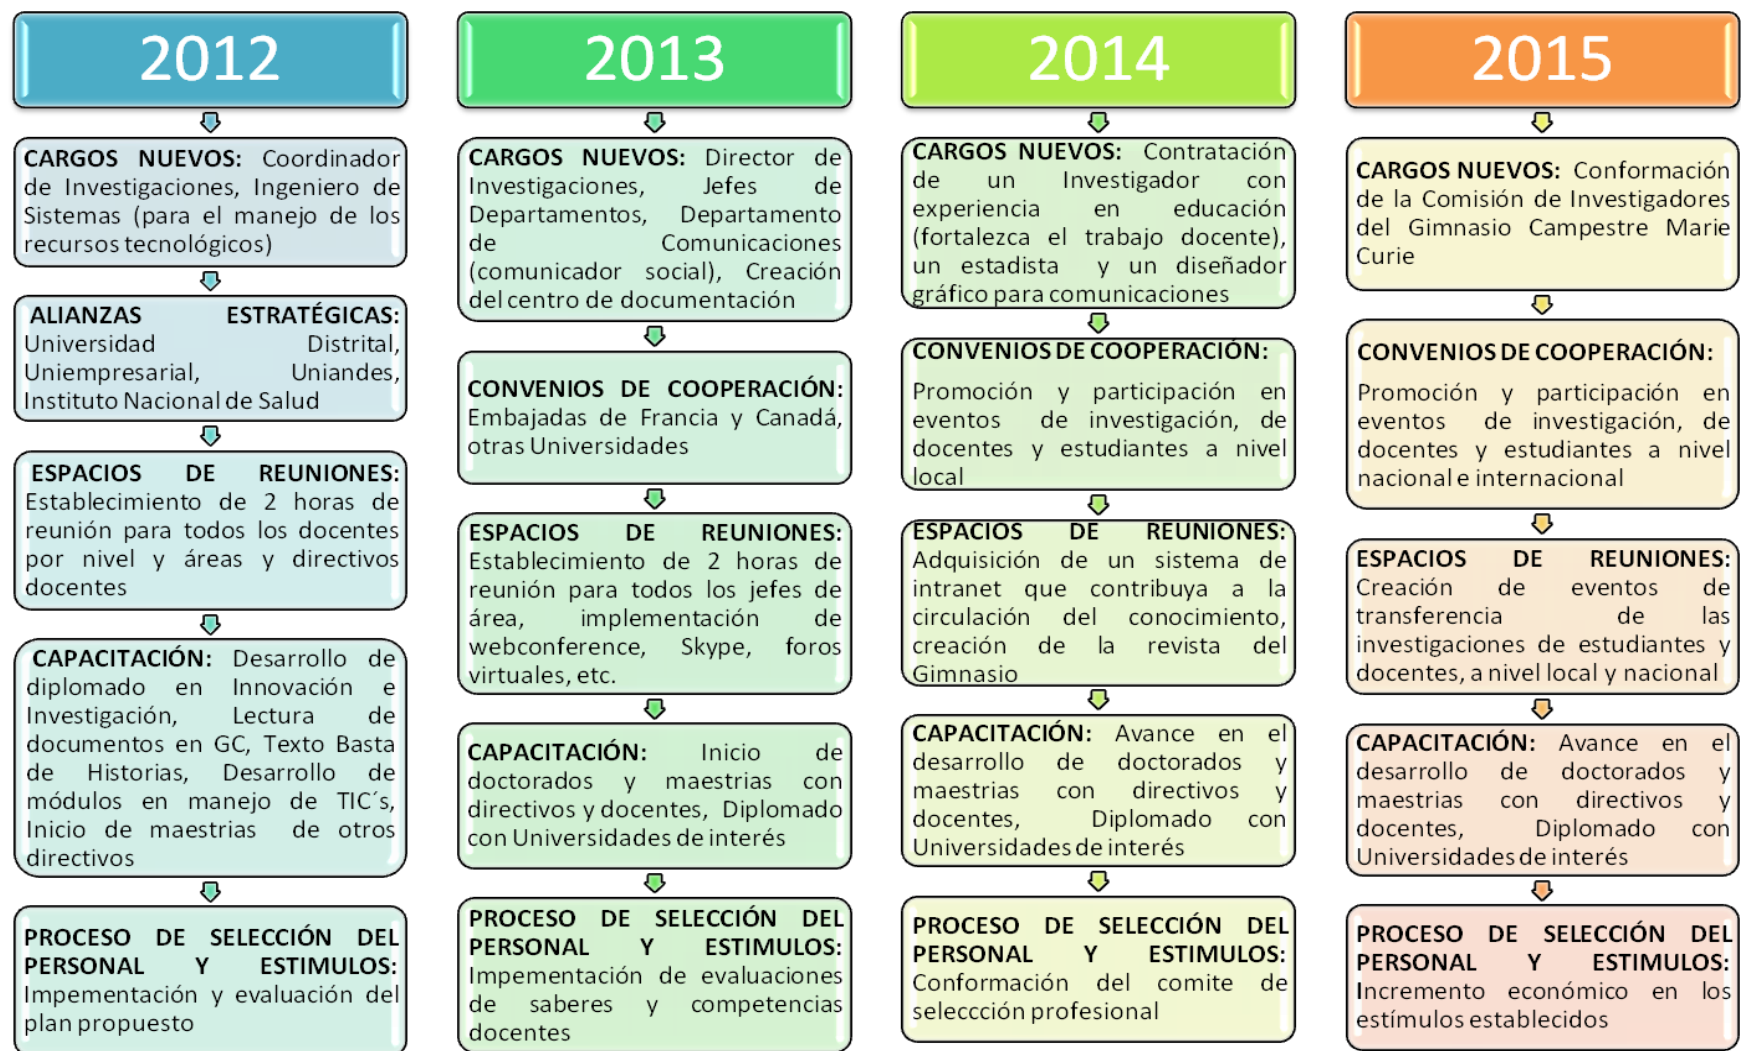 2012
CARGOS NUEVOS: Coordinador
de Investigaciones, Ingeniero de
Sistemas (para el manejo de los
recursos tecnológicos)
ALIANZAS ESTRATÉGICAS:
Universidad Distrital,
Uniempresarial, Uniandes,
Instituto Nacional de Salud
ESPACIOS DE REUNIONES:
Establecimiento de 2 horas de
reunión para todos los docentes
por nivel y áreas y directivos
docentes
CAPACITACIÓN: Desarrollo de
diplomado en Innovación e
Investigación, Lectura de
documentos en GC, Texto Basta
de Historias, Desarrollo de
módulos en manejo de TIC´s,
Inicio de maestrias de otros
directivos
PROCESO DE SELECCIÓN DEL
PERSONAL Y ESTIMULOS:
Impementación y evaluación del
plan propuesto
2013
CARGOS NUEVOS: Director de
Investigaciones, Jefes de
Departamentos, Departamento
de Comunicaciones
(comunicador social), Creación
del centro de documentación
CONVENIOS DE COOPERACIÓN:
Embajadas de Francia y Canadá,
otras Universidades
ESPACIOS DE REUNIONES:
Establecimiento de 2 horas de
reunión para todos los jefes de
área, implementación de
webconference, Skype, foros
virtuales, etc.
CAPACITACIÓN: Inicio de
doctorados y maestrias con
directivos y docentes, Diplomado
con Universidades de interés
PROCESO DE SELECCIÓN DEL
PERSONAL Y ESTIMULOS:
Impementación de evaluaciones
de saberes y competencias
docentes
2014
CARGOS NUEVOS: Contratación
de un Investigador con
experiencia en educación
(fortalezca el trabajo docente),
un estadista y un diseñador
gráfico para comunicaciones
CONVENIOS DE COOPERACIÓN:
Promoción y participación en
eventos de investigación, de
docentes y estudiantes a nivel
local
ESPACIOS DE REUNIONES:
Adquisición de un sistema de
intranet que contribuya a la
circulación del conocimiento,
creación de la revista del
Gimnasio
CAPACITACIÓN: Avance en el
desarrollo de doctorados y
maestrias con directivos y
docentes, Diplomado con
Universidades de interés
PROCESO DE SELECCIÓN DEL
PERSONAL Y ESTIMULOS:
Conformación del comite de
seleccción profesional
2015
CARGOS NUEVOS: Conformación
de la Comisión de Investigadores
del Gimnasio Campestre Marie
Curie
CONVENIOS DE COOPERACIÓN:
Promoción y participación en
eventos de investigación, de
docentes y estudiantes a nivel
nacional e internacional
ESPACIOS DE REUNIONES:
Creación de eventos de
transferencia de las
investigaciones de estudiantes y
docentes, a nivel local y nacional
CAPACITACIÓN: Avance en el
desarrollo de doctorados y
maestrias con directivos y
docentes, Diplomado con
Universidades de interés
PROCESO DE SELECCIÓN DEL
PERSONAL Y ESTIMULOS:
Incremento económico en los
estímulos establecidos